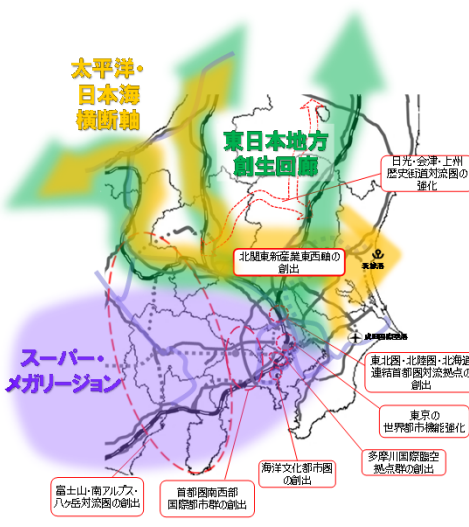 太平洋・
日本海
横断軸
東日本地方
創生回廊
日光・会津・上州
歴史街道対流圏の
強化
北関東新産業東西軸の
創出
茨城港
成田国際空港
スーパー・
メガリージョン
東北圏・北陸圏・北海道
連結首都圏対流拠点の
創出
東京の
世界都市機能強化
多摩川国際臨空
拠点群の創出
海洋文化都市圏
の創出
富士山・南アルプス・
八ヶ岳対流圏の創出
首都圏南西部
国際都市群の創出